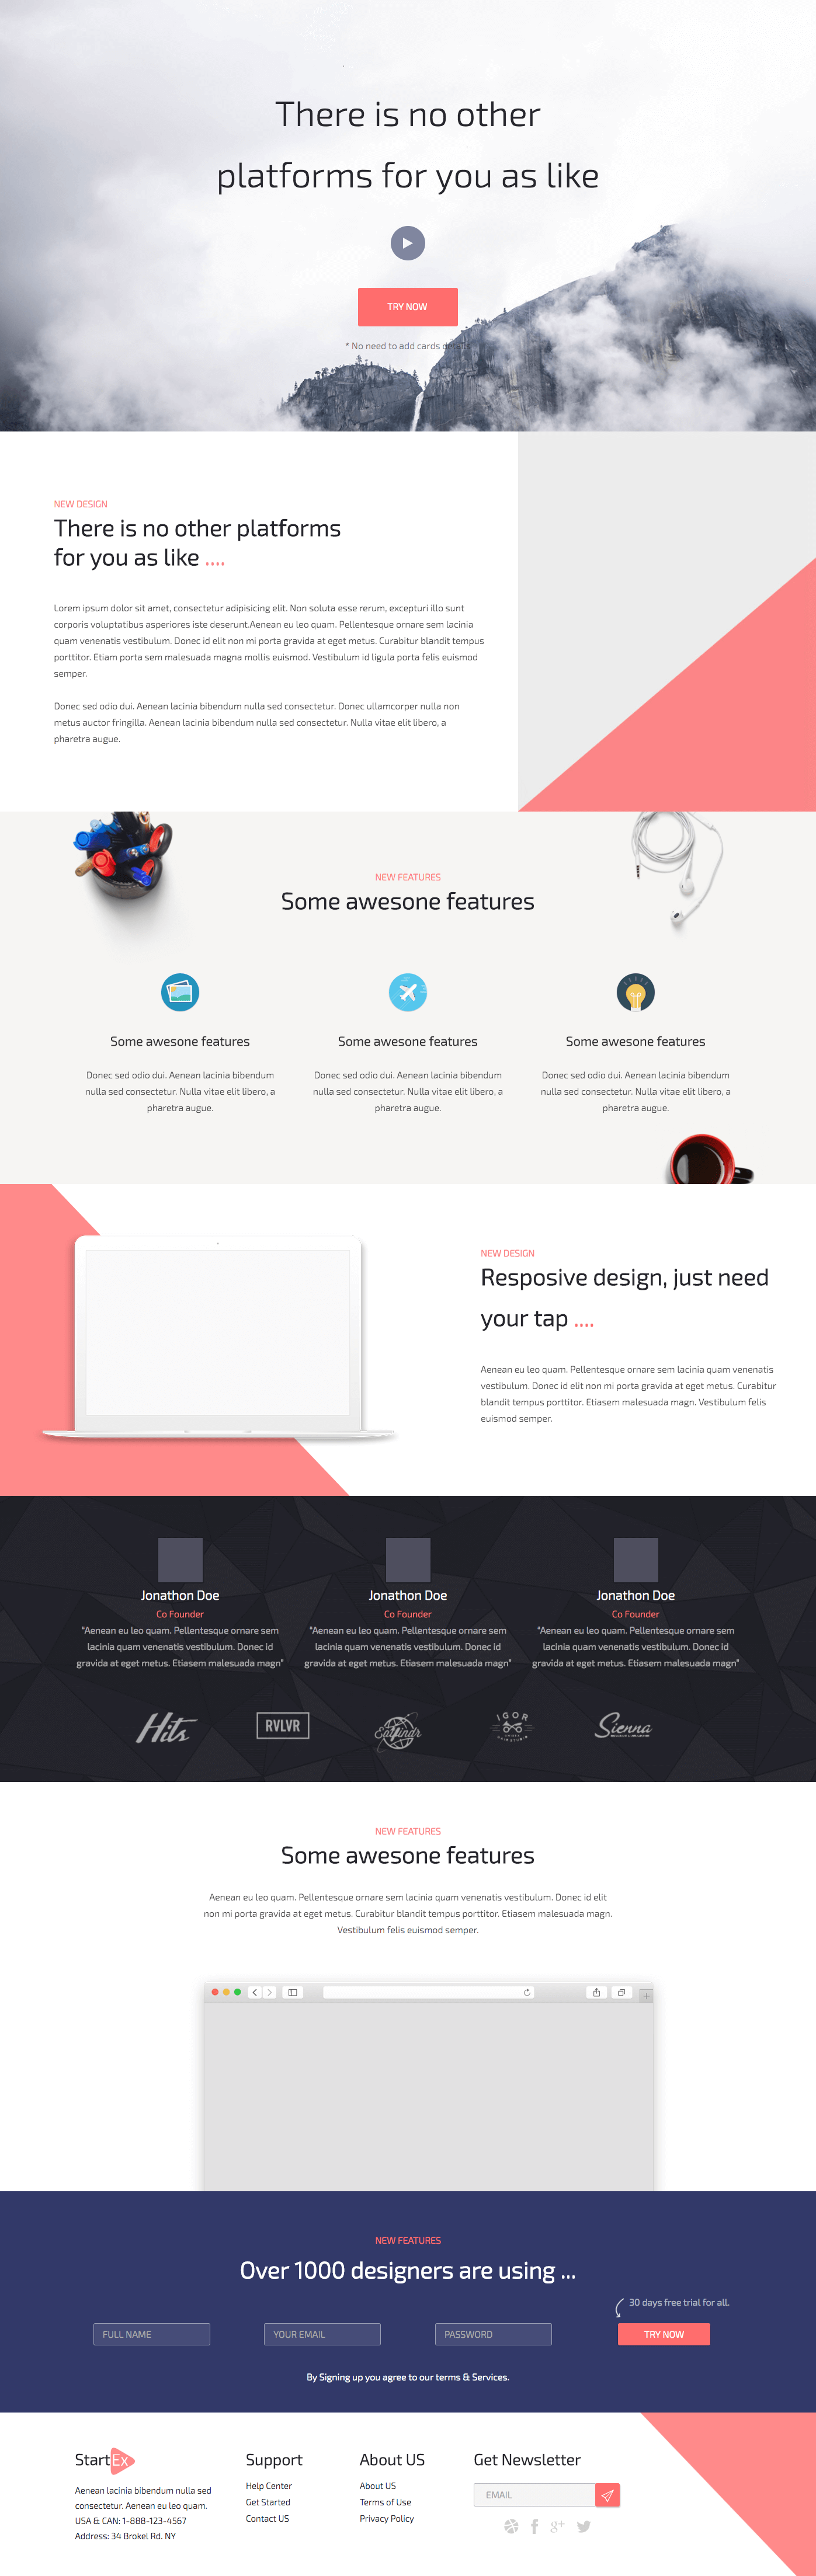 There is no other
platforms for you as like
TRY NOW
* No need to add cards details
NEW DESIGN
There is no other platforms
for you as like ....
Lorem ipsum dolor sit amet, consectetur adipisicing elit. Non soluta esse rerum, excepturi illo sunt
corporis voluptatibus asperiores iste deserunt.Aenean eu leo quam. Pellentesque ornare sem lacinia
quam venenatis vestibulum. Donec id elit non mi porta gravida at eget metus. Curabitur blandit tempus
porttitor. Etiam porta sem malesuada magna mollis euismod. Vestibulum id ligula porta felis euismod
semper.
Donec sed odio dui. Aenean lacinia bibendum nulla sed consectetur. Donec ullamcorper nulla non
metus auctor fringilla. Aenean lacinia bibendum nulla sed consectetur. Nulla vitae elit libero, a
pharetra augue.
NEW FEATURES
Some awesone features
Some awesone features
Donec sed odio dui. Aenean lacinia bibendum
nulla sed consectetur. Nulla vitae elit libero, a
pharetra augue.
Some awesone features
Donec sed odio dui. Aenean lacinia bibendum
nulla sed consectetur. Nulla vitae elit libero, a
pharetra augue.
Some awesone features
Donec sed odio dui. Aenean lacinia bibendum
nulla sed consectetur. Nulla vitae elit libero, a
pharetra augue.
NEW DESIGN
Resposive design, just need
your tap ....
Aenean eu leo quam. Pellentesque ornare sem lacinia quam venenatis
vestibulum. Donec id elit non mi porta gravida at eget metus. Curabitur
blandit tempus porttitor. Etiasem malesuada magn. Vestibulum felis
euismod semper.
Jonathon Doe
Co Founder
"Aenean eu leo quam. Pellentesque ornare sem
lacinia quam venenatis vestibulum. Donec id
gravida at eget metus. Etiasem malesuada magn"
Jonathon Doe
Co Founder
"Aenean eu leo quam. Pellentesque ornare sem
lacinia quam venenatis vestibulum. Donec id
gravida at eget metus. Etiasem malesuada magn"
Jonathon Doe
Co Founder
"Aenean eu leo quam. Pellentesque ornare sem
lacinia quam venenatis vestibulum. Donec id
gravida at eget metus. Etiasem malesuada magn"
Hits
RVLVR
IGOR
Sienna
NEW FEATURES
Some awesone features
Aenean eu leo quam. Pellentesque ornare sem lacinia quam venenatis vestibulum. Donec id elit
non mi porta gravida at eget metus. Curabitur blandit tempus porttitor. Etiasem malesuada magn.
Vestibulum felis euismod semper.
NEW FEATURES
Over 1000 designers are using ...
30 days free trial for all.
FULL NAME
YOUR EMAIL
PASSWORD
TRY NOW
By Signing up you agree to our terms & Services.
StartEx
Aenean lacinia bibendum nulla sed
consectetur. Aenean eu leo quam.
USA & CAN: 1-888-123-4567
Address: 34 Brokel Rd. NY
Support
Help Center
Get Started
Contact US
About US
About US
Terms of Use
Privacy Policy
Get Newsletter
EMAIL